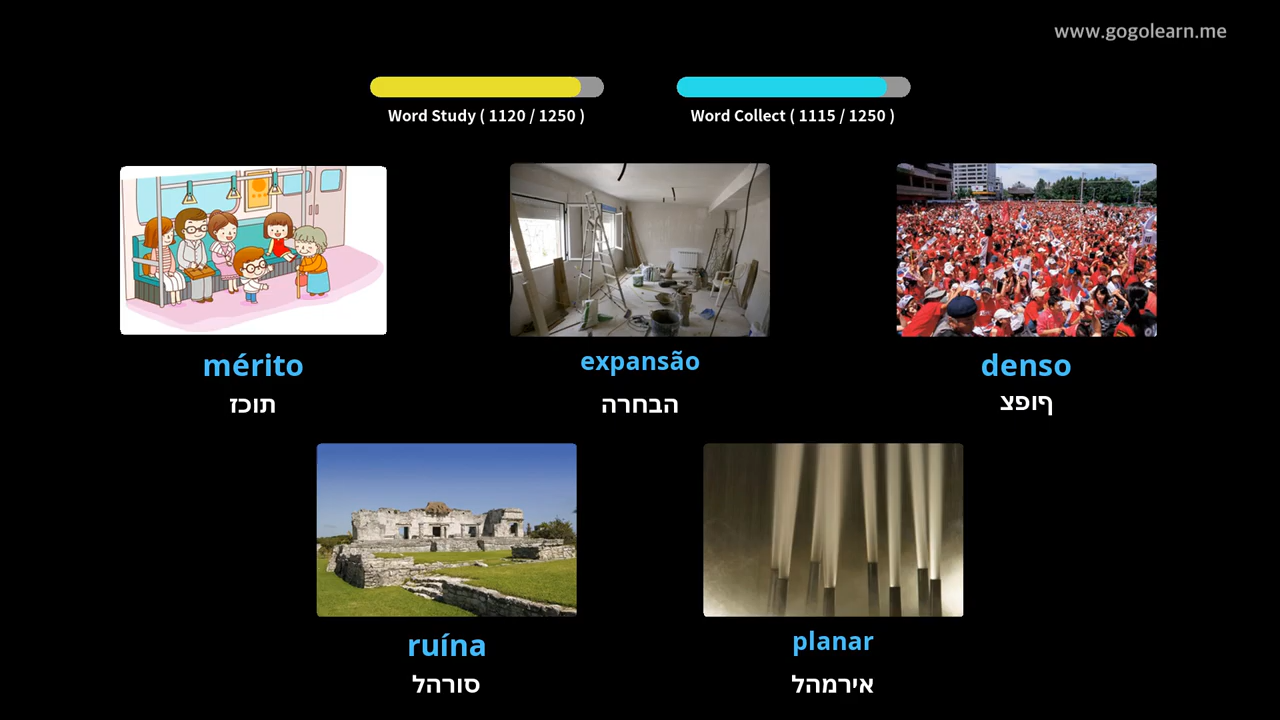 www.gogolearn.me
Word Study ( 1120 / 1250 )
Word Collect ( 1115 / 1250 )
mérito
תוכז
expansão
הבחרה
denso
ףופצ
ruína
סורהל
planar
אירמהל